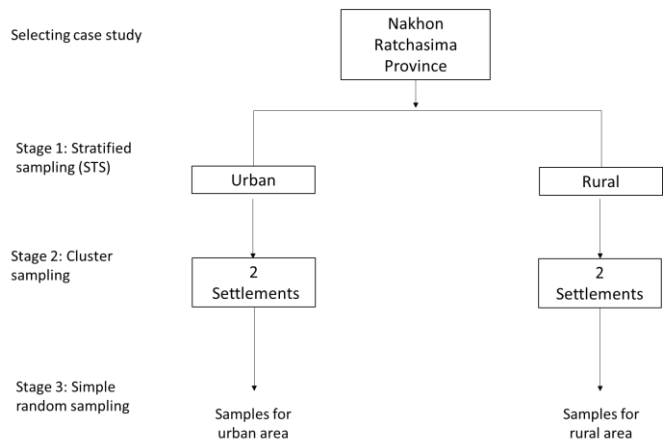 Selecting case study
Nakhon
Ratchasima
Province
Stage 1: Stratified
sampling (STS)
Urban
Rural
Stage 2: Cluster
sampling
2
Settlements
2
Settlements
Stage 3: Simple
random sampling
Samples for
urban area
Samples for
rural area